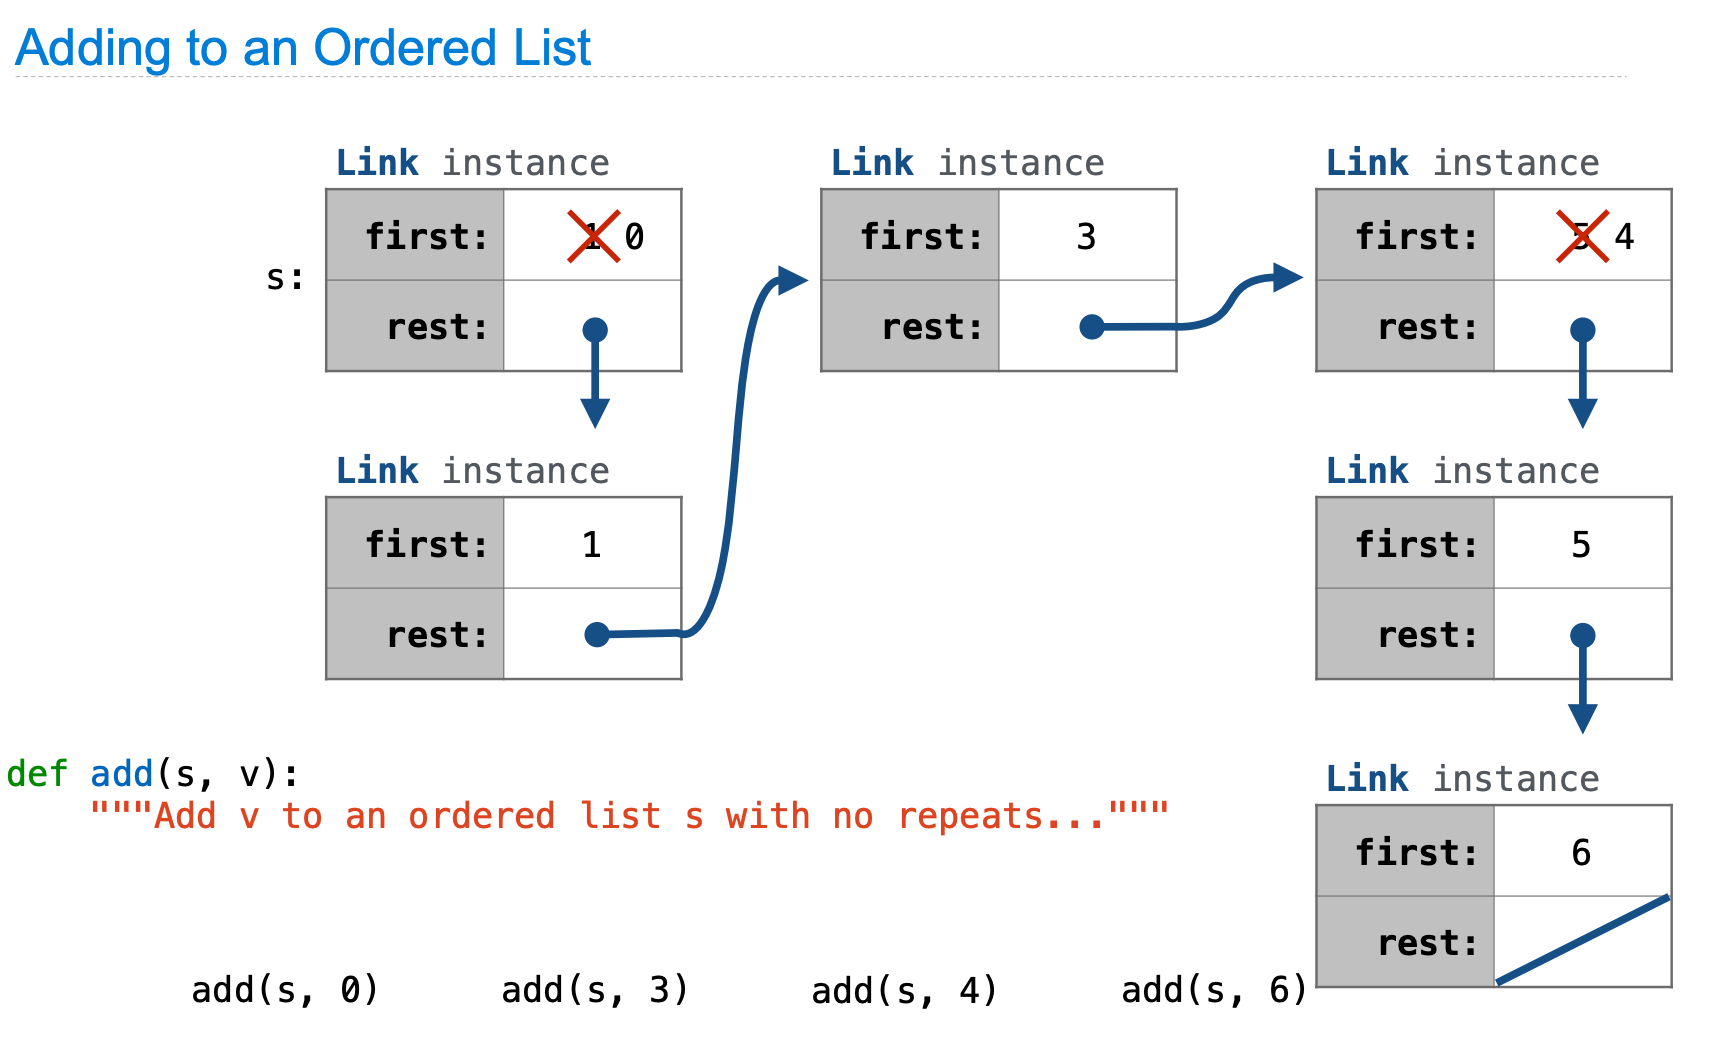 Adding to an Ordered List
Link instance
first: 1 0
s:
rest:
Link instance
first: 3
rest:
Link instance
first: 5 4
rest:
Link instance
first: 1
rest:
Link instance
first: 5
rest:
Link instance
first: 6
rest:
def add(s, v):
"""Add v to an ordered list s with no repeats..."""
add(s, 0) add(s, 3) add(s, 4) add(s, 6)